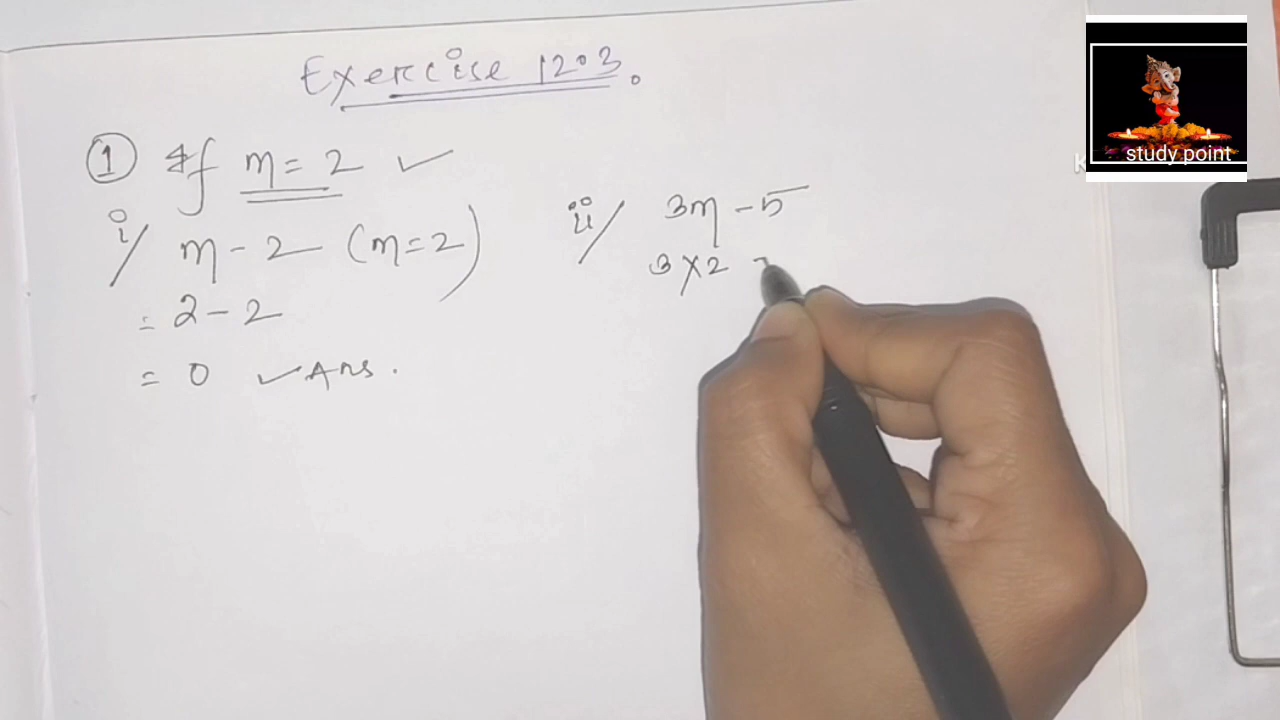 Exercise 12.3.
① If m = 2 ✓
i/ m - 2 (m=2)
= 2 - 2
= 0 ✓ Ans.
ii/ 3m - 5
3 × 2 -
study point